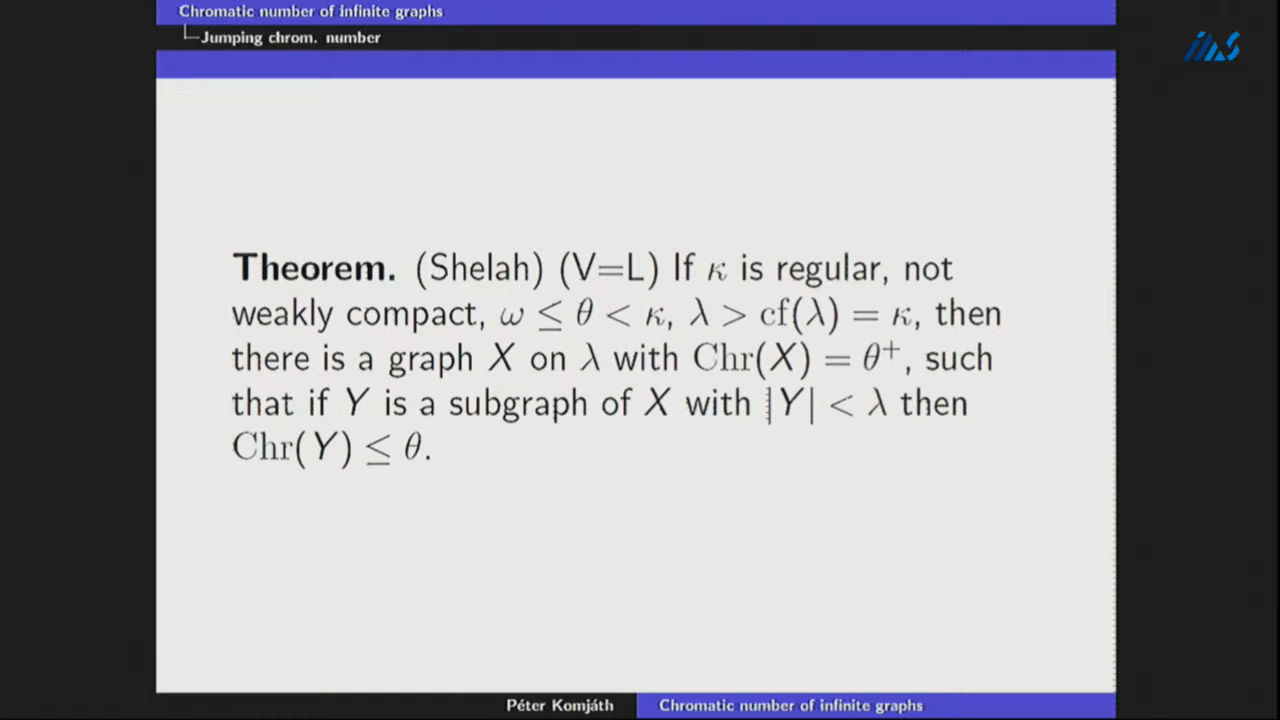 Chromatic number of infinite graphs
Jumping chrom. number
iias
Theorem. (Shelah) (V=L) If κ is regular, not
weakly compact, ω ≤ θ < κ, λ > cf(λ) = κ, then
there is a graph X on λ with Chr(X) = θ⁺, such
that if Y is a subgraph of X with |Y| < λ then
Chr(Y) ≤ θ.
Péter Komjáth
Chromatic number of infinite graphs